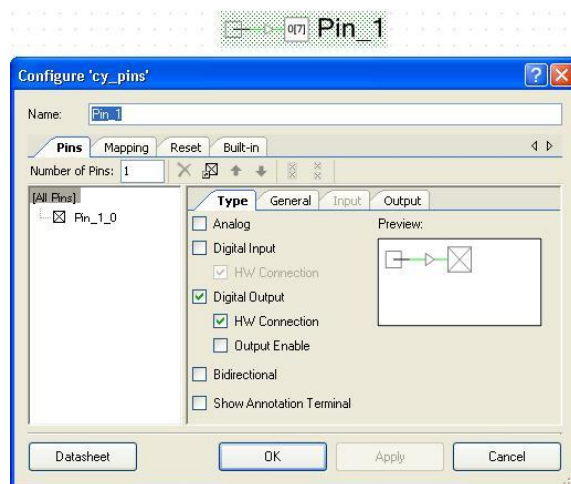 0[7] Pin_1
Configure 'cy_pins'
Name: Pin_1
Pins Mapping Reset Built-in
Number of Pins: 1
[All Pins]
Pin_1_0
Type General Input Output
Analog
Preview:
Digital Input
HW Connection
Digital Output
HW Connection
Output Enable
Bidirectional
Show Annotation Terminal
Datasheet OK Apply Cancel